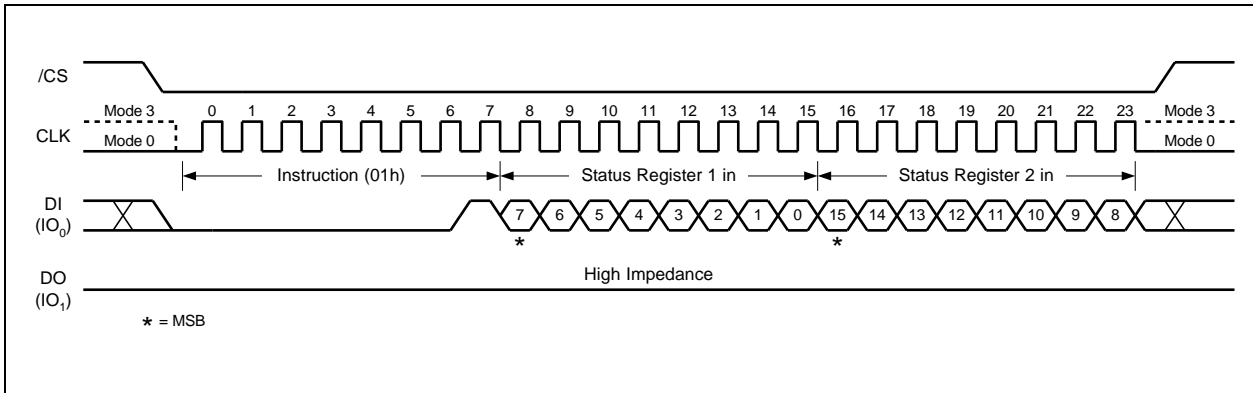 /CS
Mode 3 0 1 2 3 4 5 6 7 8 9 10 11 12 13 14 15 16 17 18 19 20 21 22 23 Mode 3
CLK
Mode 0 Mode 0
Instruction (01h) Status Register 1 in Status Register 2 in
DI
(IO0) 7 6 5 4 3 2 1 0 15 14 13 12 11 10 9 8
* *
High Impedance
DO
(IO1)
* = MSB